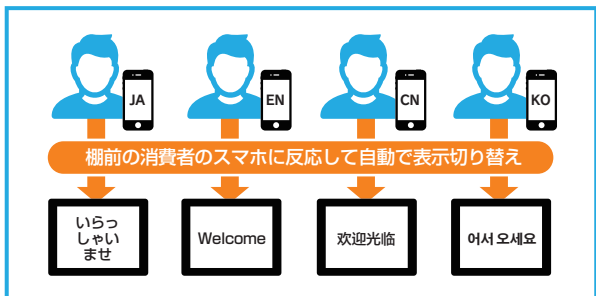 JA
EN
CN
KO
棚前の消費者のスマホに反応して自動で表示切り替え
いらっ
しゃい
ませ
Welcome
欢迎光临
어서 오세요